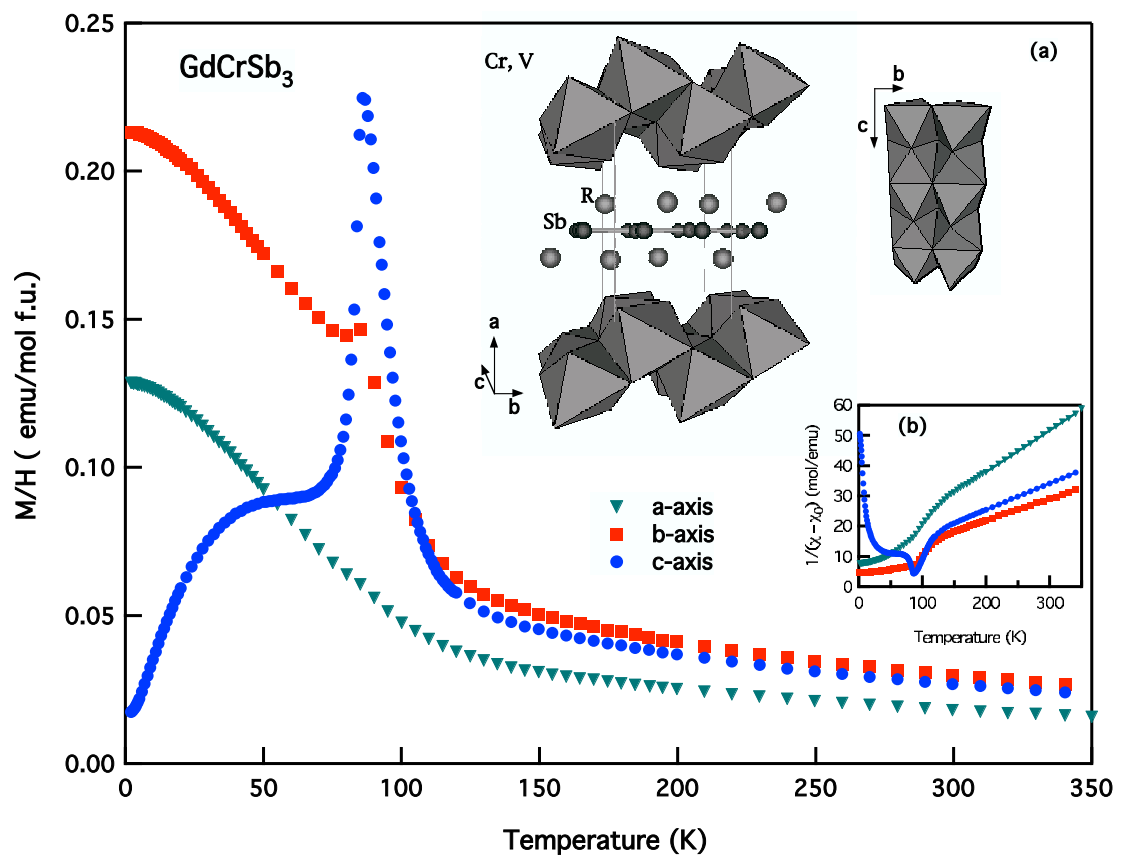 0.25
0.20
0.15
0.10
0.05
0.00
M/H ( emu/mol f.u.)
GdCrSb3
Cr, V
(a)
b
c
R
Sb
a
c
b
a-axis
b-axis
c-axis
(b)
60
50
40
30
20
10
0
1/(χ – χ0) (mol/emu)
0 100 200 300
Temperature (K)
0 50 100 150 200 250 300 350
Temperature (K)